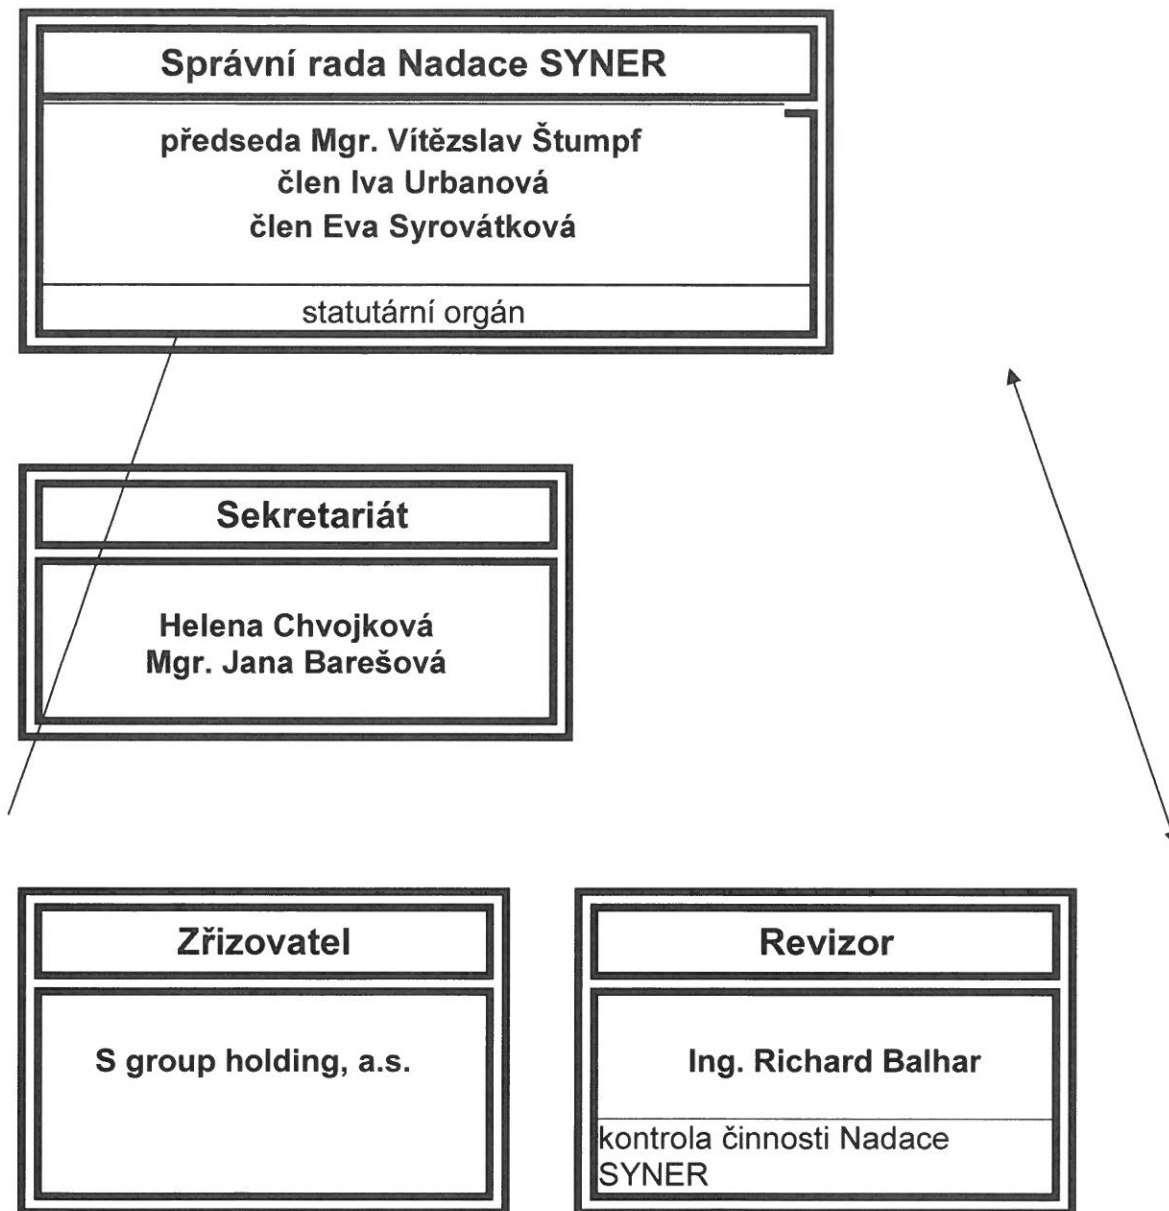 Správní rada Nadace SYNER
předseda Mgr. Vítězslav Štumpf
člen Iva Urbanová
člen Eva Syrovátková
statutární orgán
Sekretariát
Helena Chvojková
Mgr. Jana Barešová
Zřizovatel
S group holding, a.s.
Revizor
Ing. Richard Balhar
kontrola činnosti Nadace
SYNER